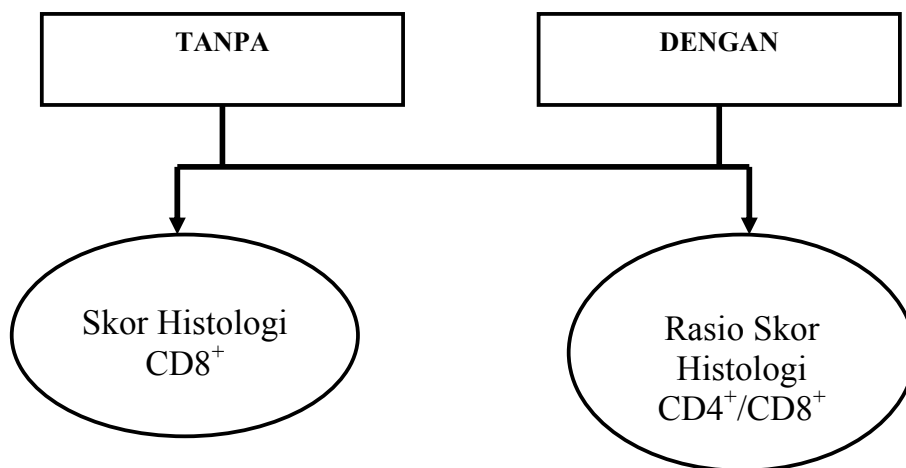 TANPA
DENGAN
Skor Histologi
CD8⁺
Rasio Skor
Histologi
CD4⁺/CD8⁺